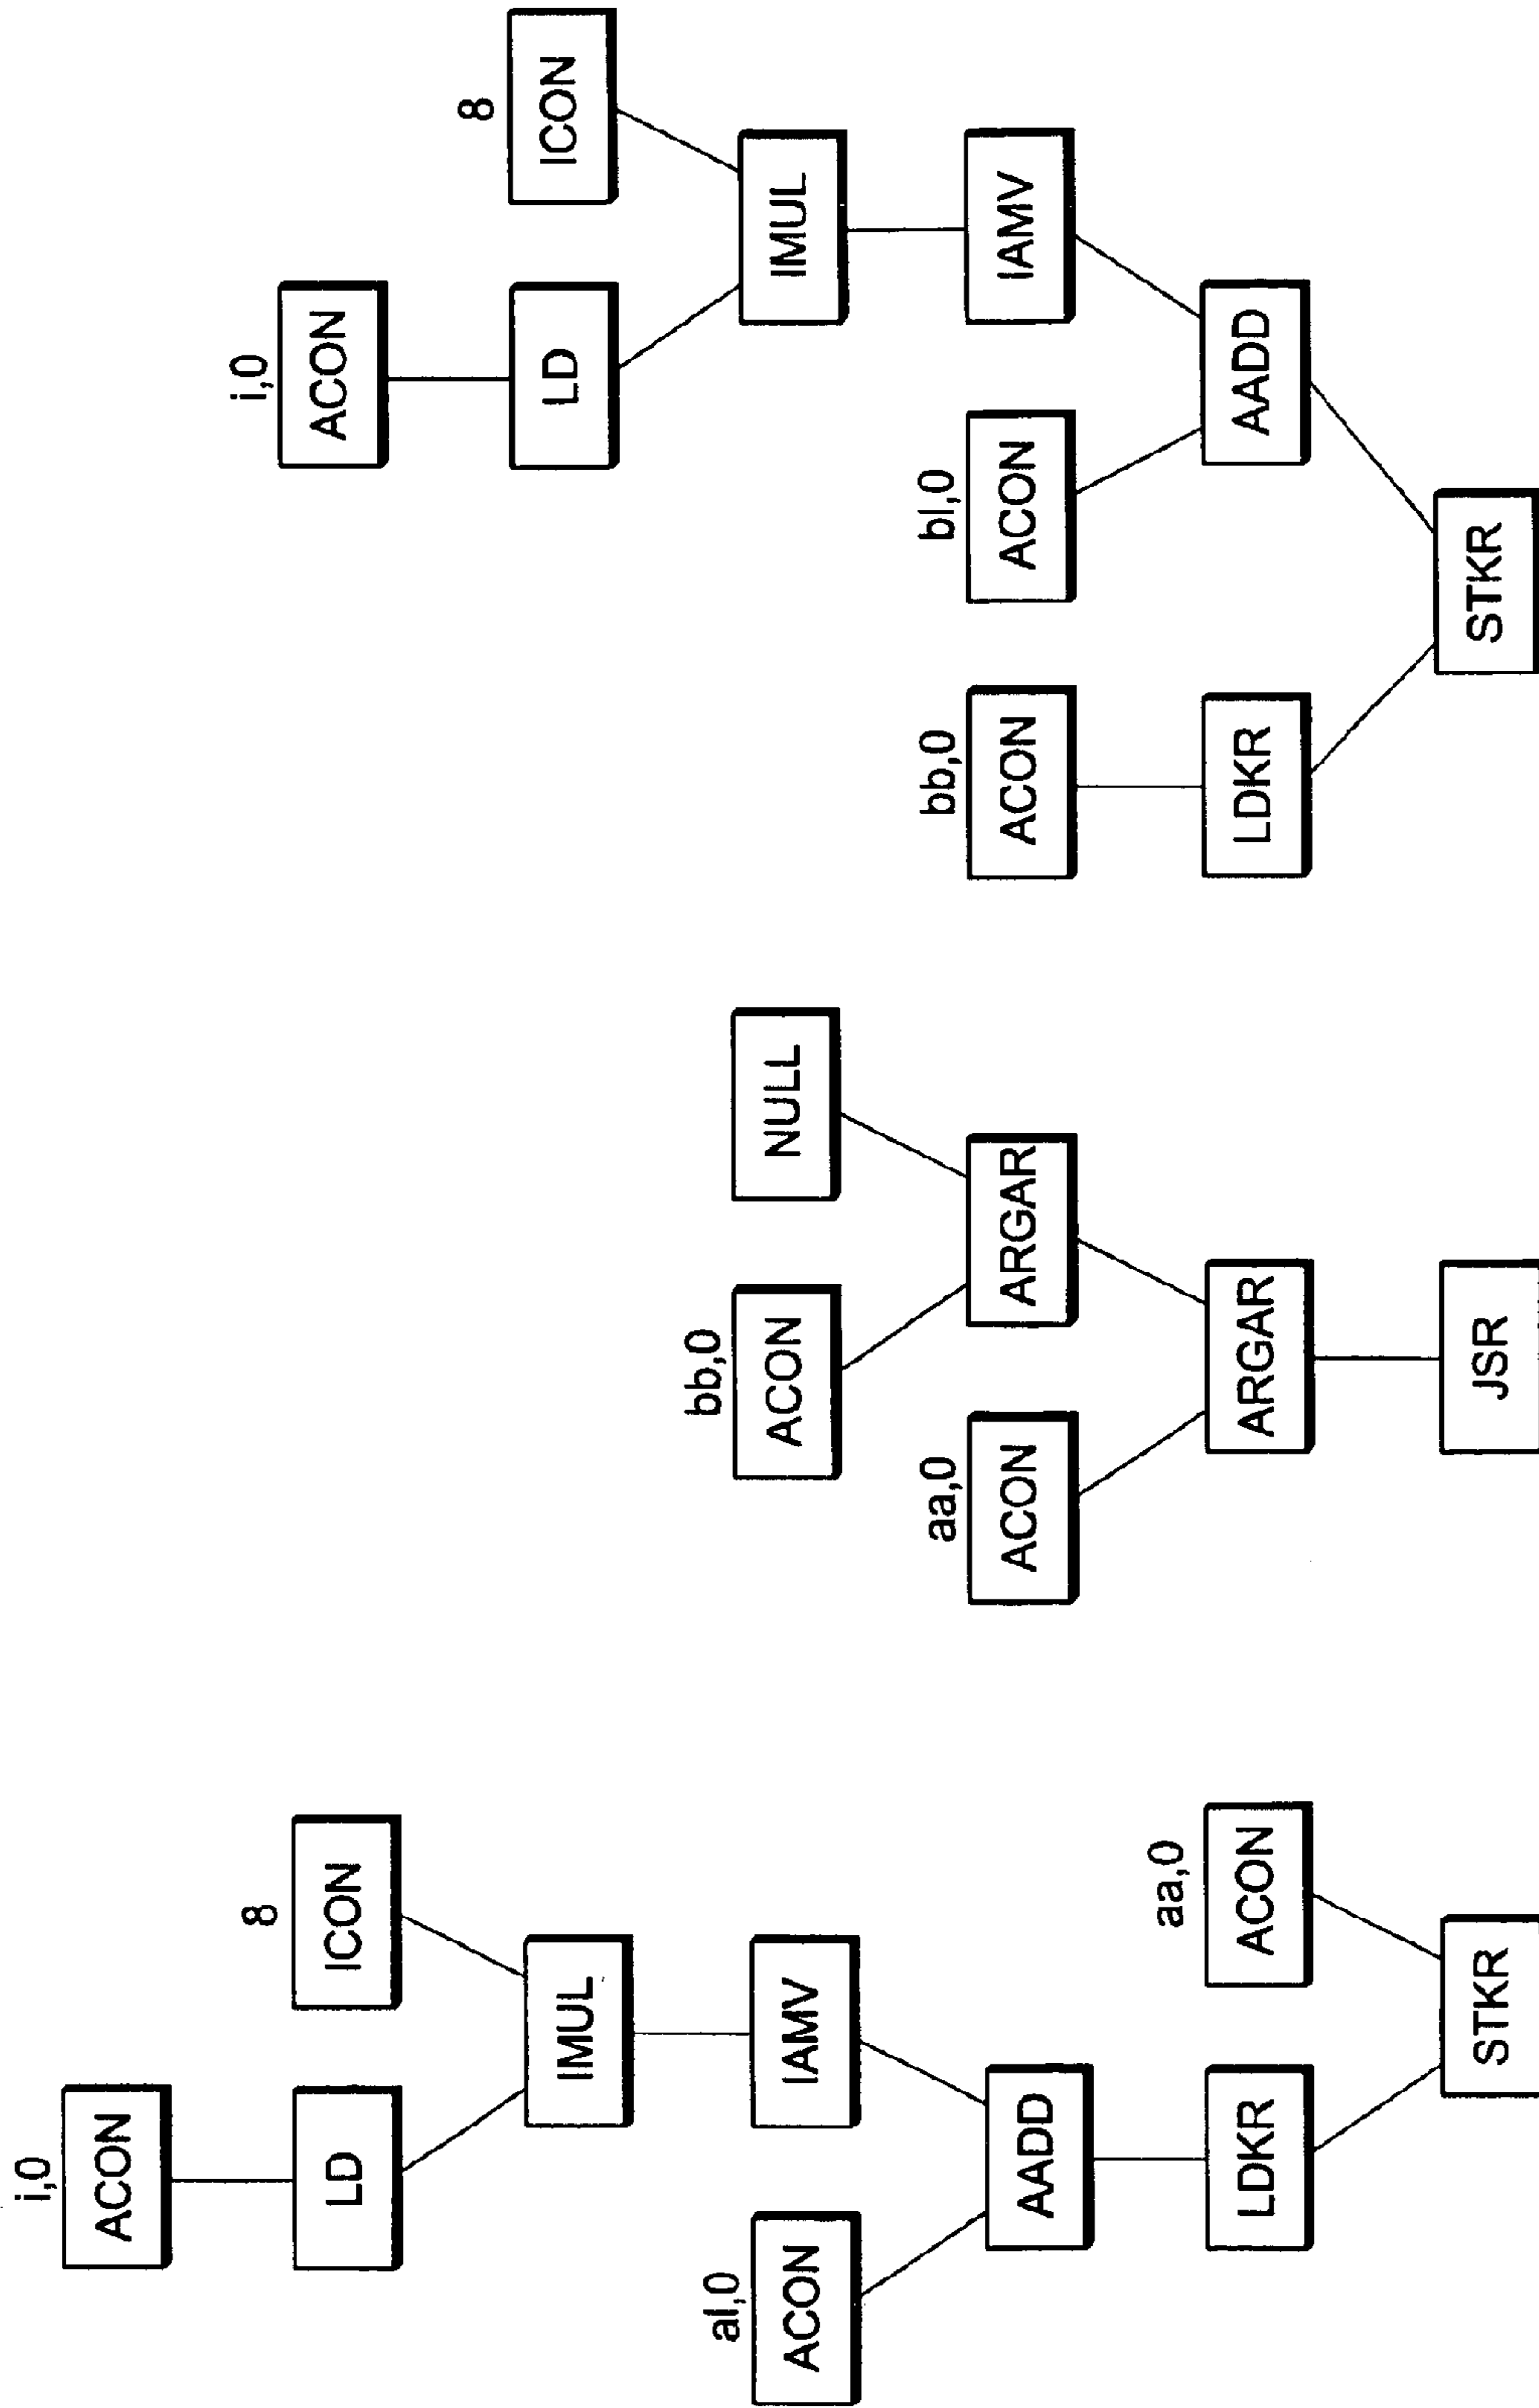 i,0
ACON
8
LD
ICON
IMUL
al,0
ACON
IAMV
AADD
aa,0
LDKR
ACON
STKR
bb,0
ACON
NULL
aa,0
ACON
ARGAR
ARGAR
JSR
i,0
ACON
8
LD
ICON
IMUL
bb,0
bl,0
ACON
ACON
IAMV
LDKR
AADD
STKR